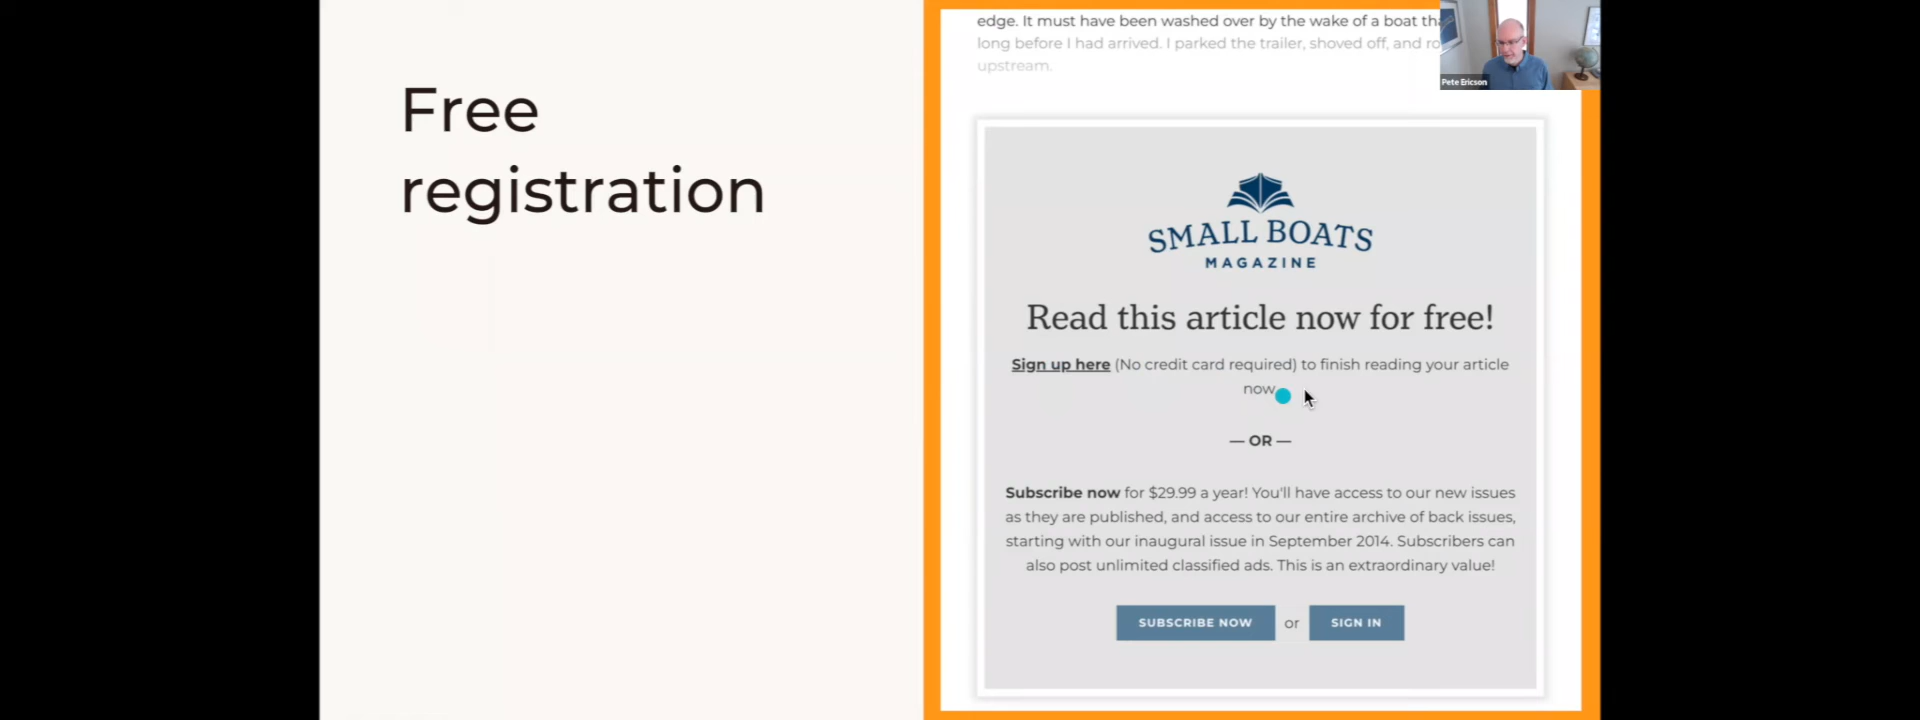 Free
registration
edge. It must have been washed over by the wake of a boat
long before I had arrived. I parked the trailer, shoved off, and
upstream.
Pete Ericson
SMALL BOATS
MAGAZINE
Read this article now for free!
Sign up here (No credit card required) to finish reading your article
now
— OR —
Subscribe now for $29.99 a year! You'll have access to our new issues
as they are published, and access to our entire archive of back issues,
starting with our inaugural issue in September 2014. Subscribers can
also post unlimited classified ads. This is an extraordinary value!
SUBSCRIBE NOW or SIGN IN